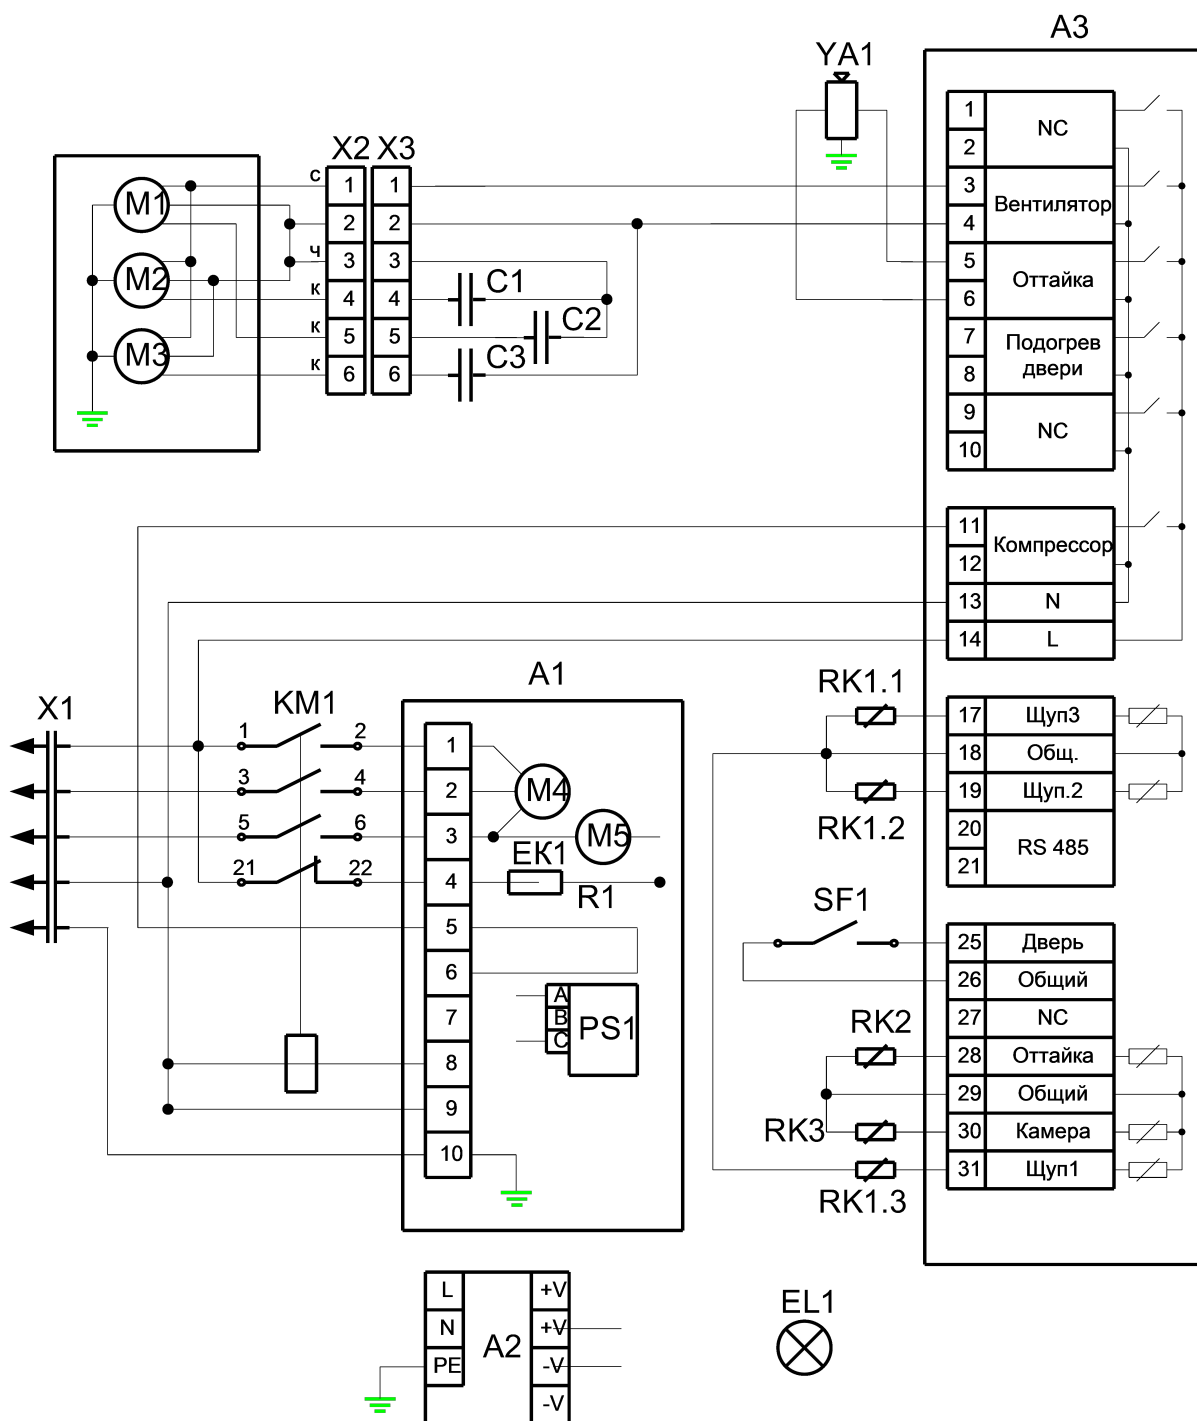 A3
YA1
X2 X3
1 NC
2
3 Вентилятор
4
5 Оттайка
6
7 Подогрев
двери
8
9 NC
10
M1
M2
M3
с 1 1
2 2
ч 3 3
к 4 4 C1
к 5 5 C2
к 6 6 C3
11 Компрессор
12
13 N
14 L
A1
X1
KM1
1 2
3 4
5 6
21 22
1
2 M4
3 M5
4 ЕК1
R1
5
6
7
8
9
10
A
B PS1
C
RK1.1
RK1.2
17 Щуп3
18 Общ.
19 Щуп.2
20 RS 485
21
SF1
25 Дверь
26 Общий
27 NC
28 Оттайка
29 Общий
30 Камера
31 Щуп1
RK2
RK3
RK1.3
L +V
N +V
A2
PE -V
-V
EL1